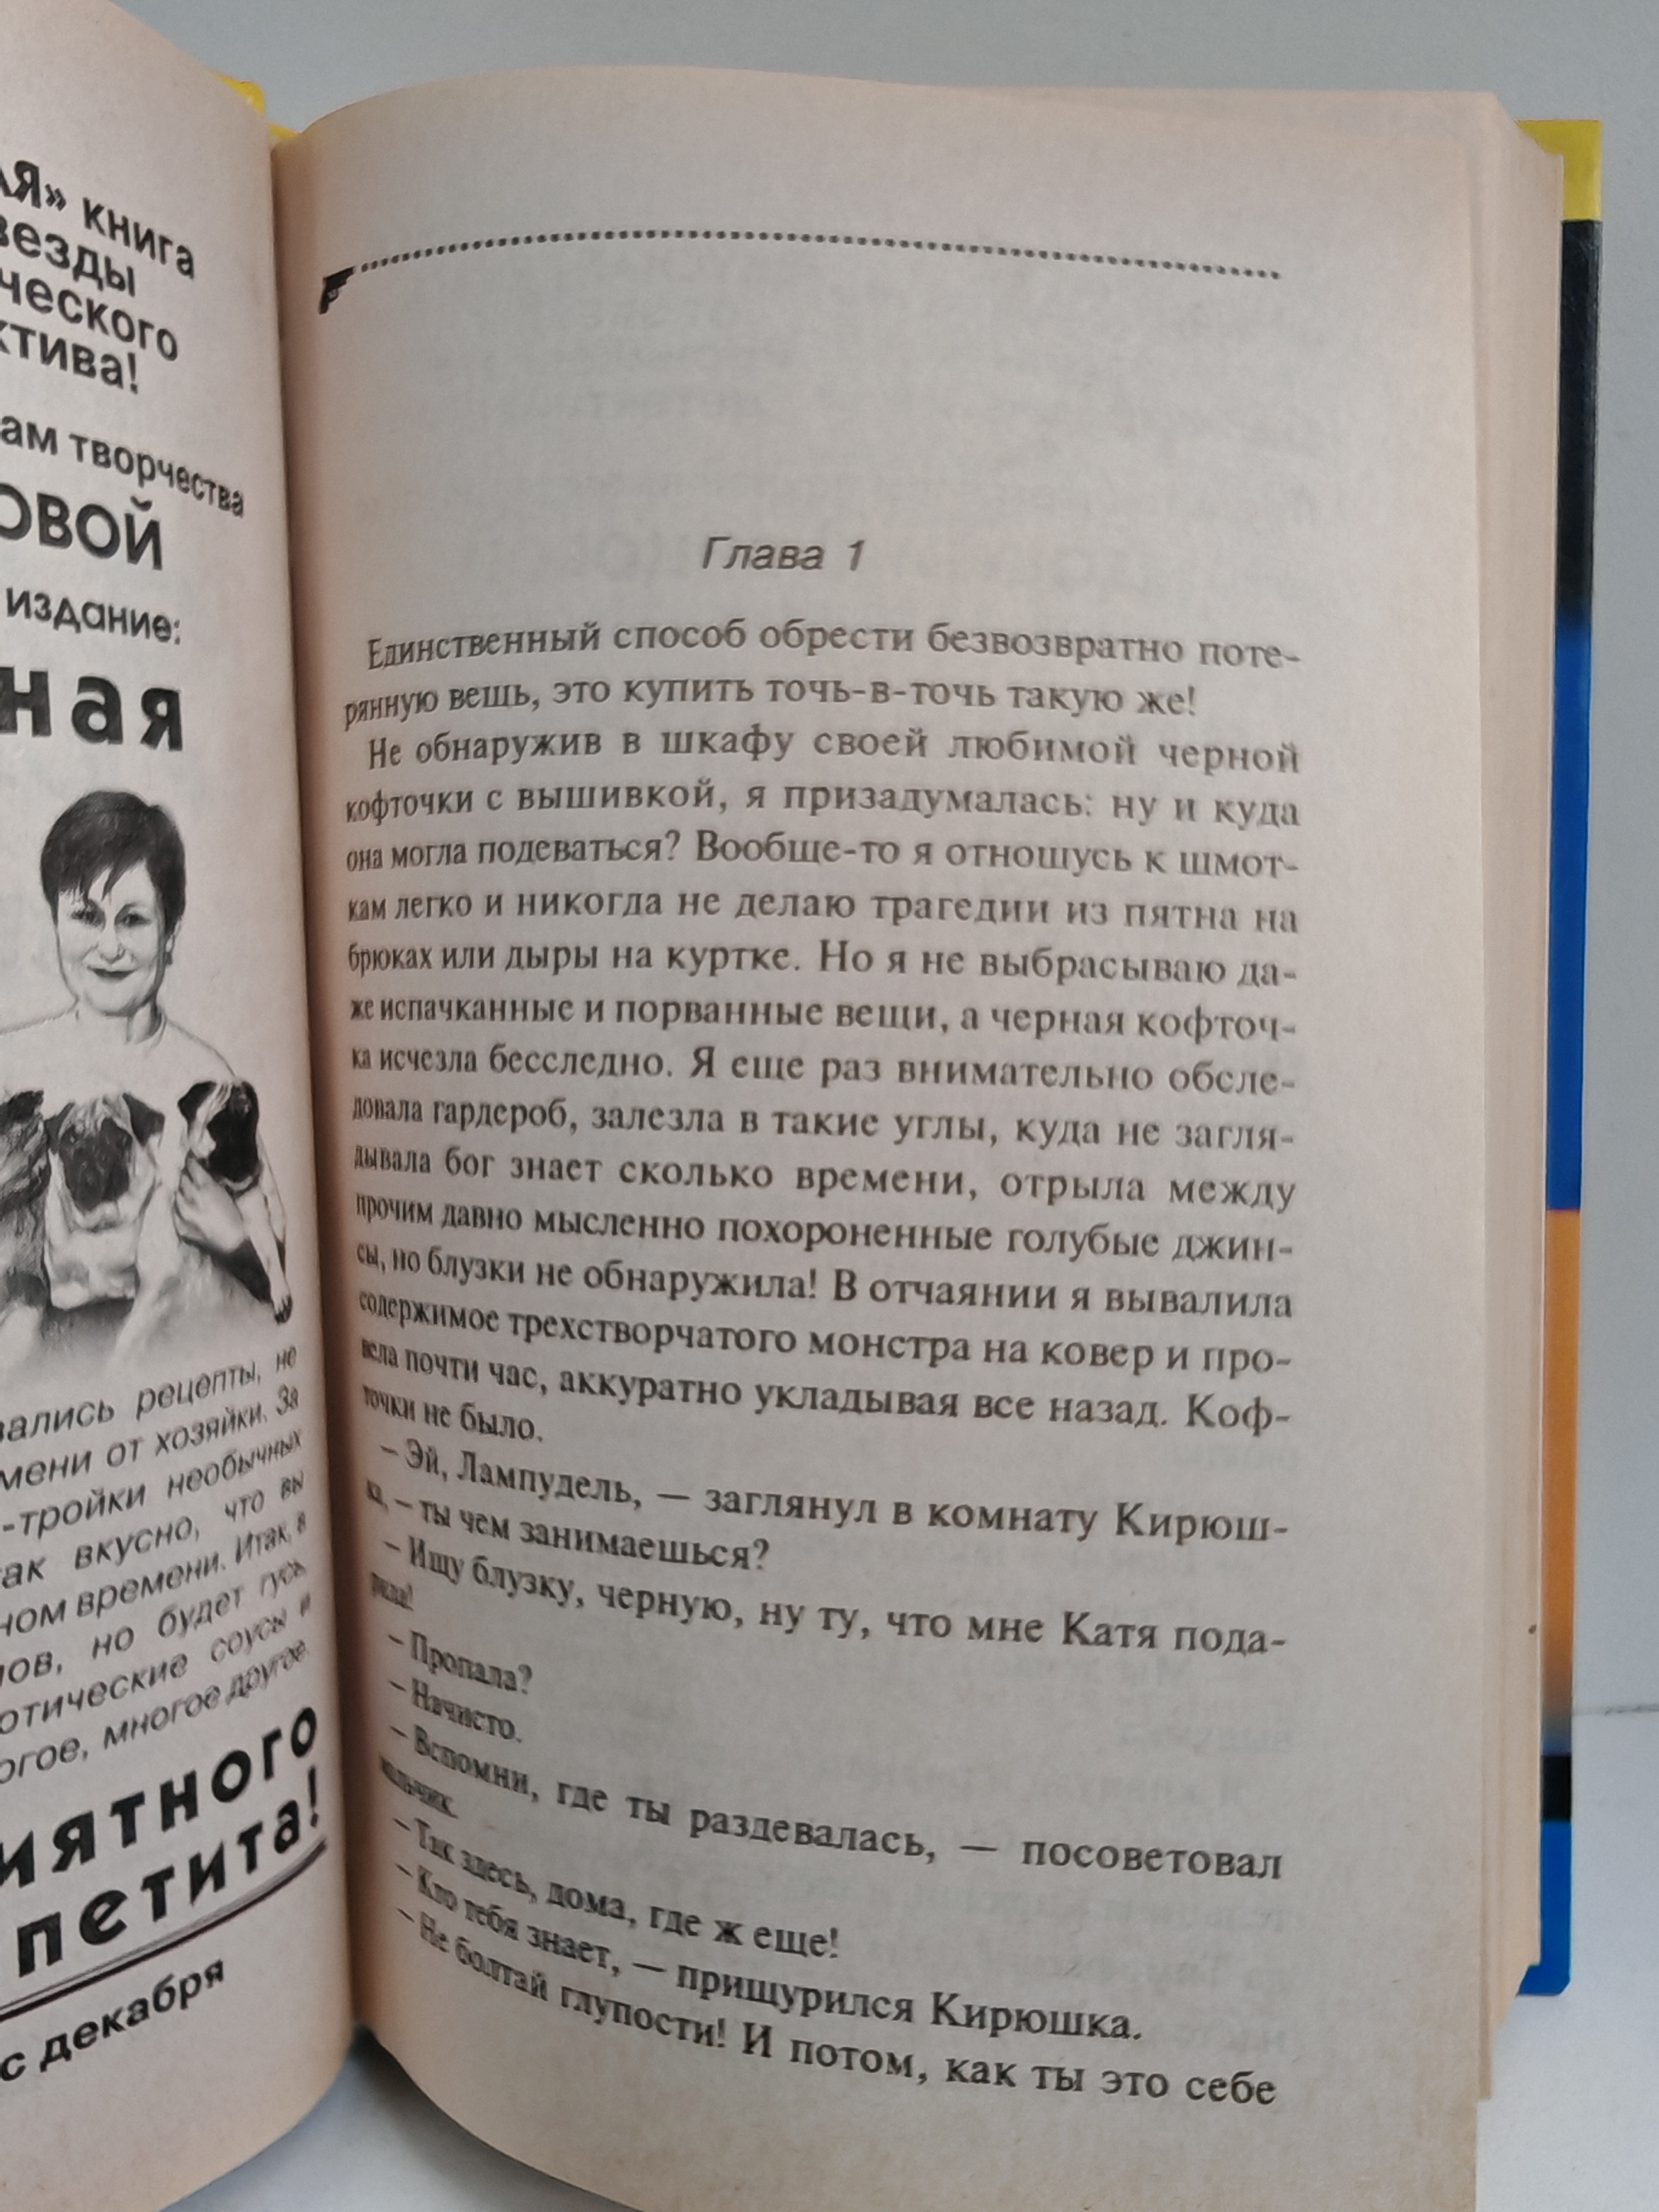 АЯ» книга
везды
ческого
ктива!
ам творчества
ОВОЙ
издание:
ная
вались рецепты, не
мени от хозяйки. За
-тройки необычных
ак вкусно, что вы
ном времени. Итак, в
лов, но будет гусь
отические соусы и
огое, многое другое.
иятного
петита!
с декабря
Глава 1
Единственный способ обрести безвозвратно поте-
рянную вещь, это купить точь-в-точь такую же!
Не обнаружив в шкафу своей любимой черной
кофточки с вышивкой, я призадумалась: ну и куда
она могла подеваться? Вообще-то я отношусь к шмот-
кам легко и никогда не делаю трагедии из пятна на
брюках или дыры на куртке. Но я не выбрасываю да-
же испачканные и порванные вещи, а черная кофточ-
ка исчезла бесследно. Я еще раз внимательно обсле-
довала гардероб, залезла в такие углы, куда не загля-
дывала бог знает сколько времени, отрыла между
прочим давно мысленно похороненные голубые джин-
сы, но блузки не обнаружила! В отчаянии я вывалила
содержимое трехстворчатого монстра на ковер и про-
вела почти час, аккуратно укладывая все назад. Коф-
точки не было.
– Эй, Лампудель, — заглянул в комнату Кирюш-
ка, – ты чем занимаешься?
– Ищу блузку, черную, ну ту, что мне Катя пода-
рила!
– Пропала?
– Начисто.
– Вспомни, где ты раздевалась, — посоветовал
мальчик.
– Так здесь, дома, где ж еще!
– Кто тебя знает, — прищурился Кирюшка.
– Не болтай глупости! И потом, как ты это себе